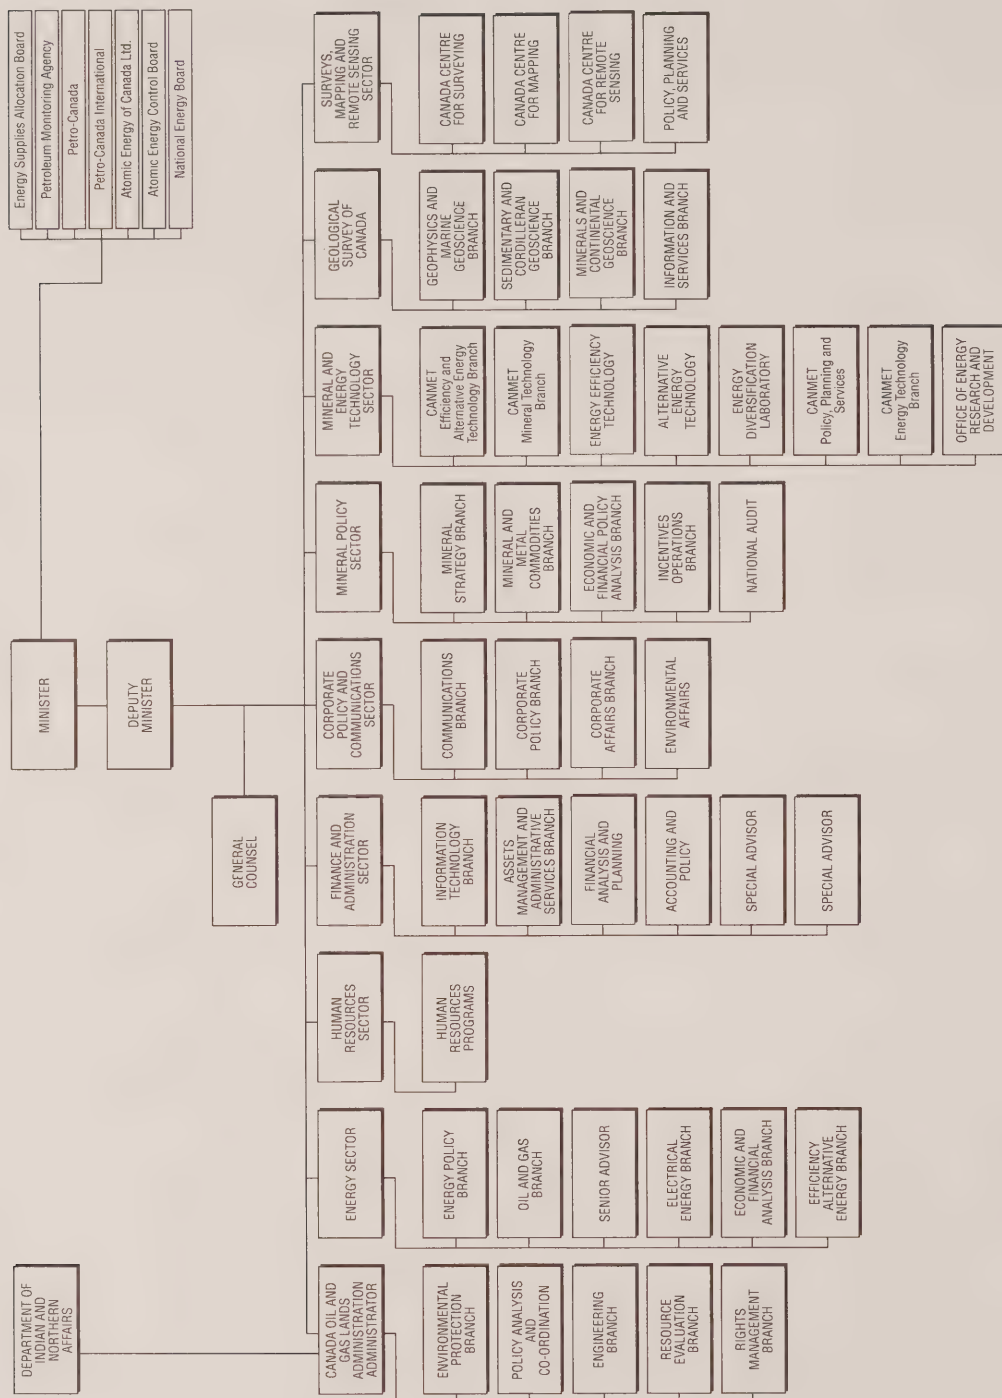 DEPARTMENT OF
INDIAN AND
NORTHERN
AFFAIRS
MINISTER
DEPUTY
MINISTER
GENERAL
COUNSEL
Energy Supplies Allocation Board
Petroleum Monitoring Agency
Petro-Canada
Petro-Canada International
Atomic Energy of Canada Ltd.
Atomic Energy Control Board
National Energy Board
CANADA OIL AND
GAS LANDS
ADMINISTRATION
ADMINISTRATOR
ENVIRONMENTAL
PROTECTION
BRANCH
POLICY ANALYSIS
AND
CO-ORDINATION
ENGINEERING
BRANCH
RESOURCE
EVALUATION
BRANCH
RIGHTS
MANAGEMENT
BRANCH
ENERGY SECTOR
ENERGY POLICY
BRANCH
OIL AND GAS
BRANCH
SENIOR ADVISOR
ELECTRICAL
ENERGY BRANCH
ECONOMIC AND
FINANCIAL
ANALYSIS BRANCH
EFFICIENCY
ALTERNATIVE
ENERGY BRANCH
HUMAN
RESOURCES
SECTOR
HUMAN
RESOURCES
PROGRAMS
FINANCE AND
ADMINISTRATION
SECTOR
INFORMATION
TECHNOLOGY
BRANCH
ASSETS
MANAGEMENT AND
ADMINISTRATIVE
SERVICES BRANCH
FINANCIAL
ANALYSIS AND
PLANNING
ACCOUNTING AND
POLICY
SPECIAL ADVISOR
SPECIAL ADVISOR
CORPORATE
POLICY AND
COMMUNICATIONS
SECTOR
COMMUNICATIONS
BRANCH
CORPORATE
POLICY BRANCH
CORPORATE
AFFAIRS BRANCH
ENVIRONMENTAL
AFFAIRS
MINERAL POLICY
SECTOR
MINERAL
STRATEGY BRANCH
MINERAL AND
METAL
COMMODITIES
BRANCH
ECONOMIC AND
FINANCIAL POLICY
ANALYSIS BRANCH
INCENTIVES
OPERATIONS
BRANCH
NATIONAL AUDIT
MINERAL AND
ENERGY
TECHNOLOGY
SECTOR
CANMET
Efficiency and
Alternative Energy
Technology Branch
CANMET
Mineral Technology
Branch
ENERGY EFFICIENCY
TECHNOLOGY
ALTERNATIVE
ENERGY
TECHNOLOGY
ENERGY
DIVERSIFICATION
LABORATORY
CANMET
Policy, Planning and
Services
CANMET
Energy Technology
Branch
OFFICE OF ENERGY
RESEARCH AND
DEVELOPMENT
GEOLOGICAL
SURVEY OF
CANADA
GEOPHYSICS AND
MARINE
GEOSCIENCE
BRANCH
SEDIMENTARY AND
CORDILLERAN
GEOSCIENCE
BRANCH
MINERALS AND
CONTINENTAL
GEOSCIENCE
BRANCH
INFORMATION AND
SERVICES BRANCH
SURVEYS,
MAPPING AND
REMOTE SENSING
SECTOR
CANADA CENTRE
FOR SURVEYING
CANADA CENTRE
FOR MAPPING
CANADA CENTRE
FOR REMOTE
SENSING
POLICY, PLANNING
AND SERVICES